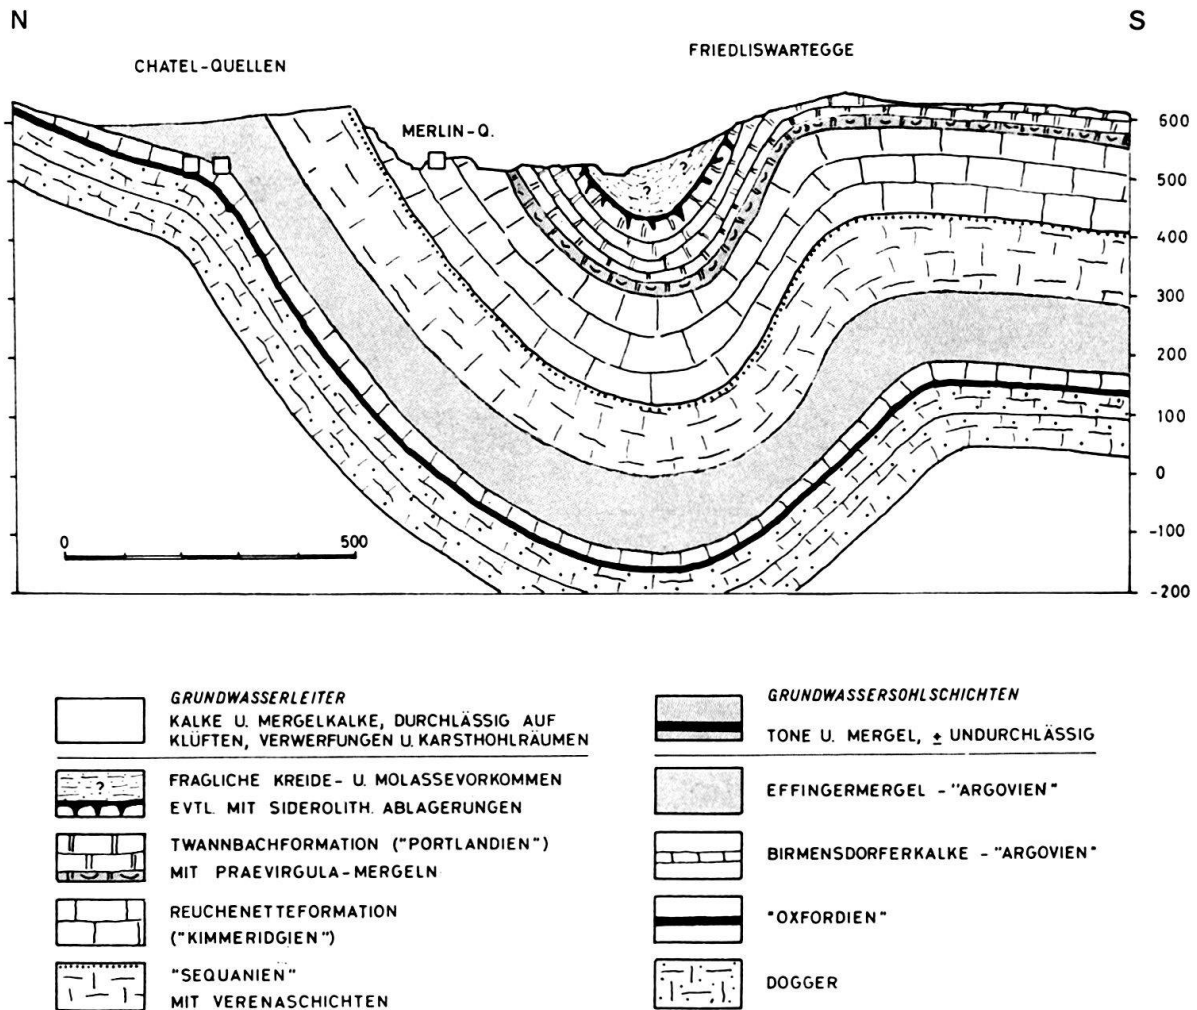 N
S
CHATEL-QUELLEN
FRIEDLISWARTEGGE
MERLIN-Q.
?
?
?
600
500
400
300
200
100
0
-100
-200
0
500
GRUNDWASSERLEITER
KALKE U. MERGELKALKE, DURCHLÄSSIG AUF
KLÜFTEN, VERWERFUNGEN U. KARSTHOHLRÄUMEN
?
FRAGLICHE KREIDE- U. MOLASSEVORKOMMEN
EVTL. MIT SIDEROLITH. ABLAGERUNGEN
TWANNBACHFORMATION ("PORTLANDIEN")
MIT PRAEVIRGULA-MERGELN
REUCHENETTEFORMATION
("KIMMERIDGIEN")
"SEQUANIEN"
MIT VERENASCHICHTEN
GRUNDWASSERSOHLSCHICHTEN
TONE U. MERGEL, ± UNDURCHLÄSSIG
EFFINGERMERGEL - "ARGOVIEN"
BIRMENSDORFERKALKE - "ARGOVIEN"
"OXFORDIEN"
DOGGER